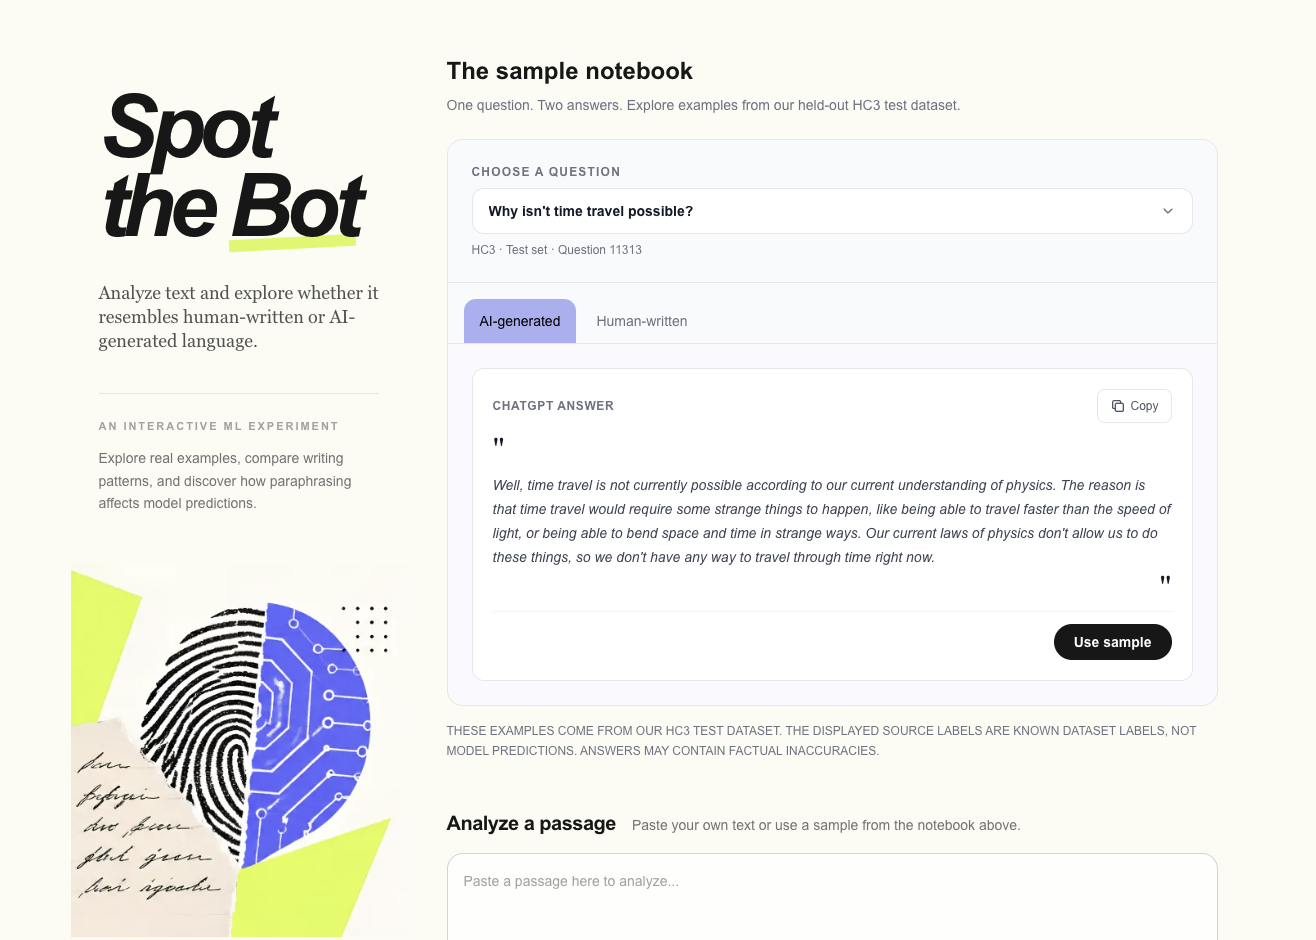 Spot
the Bot
Analyze text and explore whether it
resembles human-written or AI-
generated language.
AN INTERACTIVE ML EXPERIMENT
Explore real examples, compare writing
patterns, and discover how paraphrasing
affects model predictions.
The sample notebook
One question. Two answers. Explore examples from our held-out HC3 test dataset.
CHOOSE A QUESTION
Why isn't time travel possible?
HC3 · Test set · Question 11313
AI-generated
Human-written
CHATGPT ANSWER
Copy
"
Well, time travel is not currently possible according to our current understanding of physics. The reason is
that time travel would require some strange things to happen, like being able to travel faster than the speed of
light, or being able to bend space and time in strange ways. Our current laws of physics don't allow us to do
these things, so we don't have any way to travel through time right now.
"
Use sample
THESE EXAMPLES COME FROM OUR HC3 TEST DATASET. THE DISPLAYED SOURCE LABELS ARE KNOWN DATASET LABELS, NOT
MODEL PREDICTIONS. ANSWERS MAY CONTAIN FACTUAL INACCURACIES.
Analyze a passage
Paste your own text or use a sample from the notebook above.
Paste a passage here to analyze...